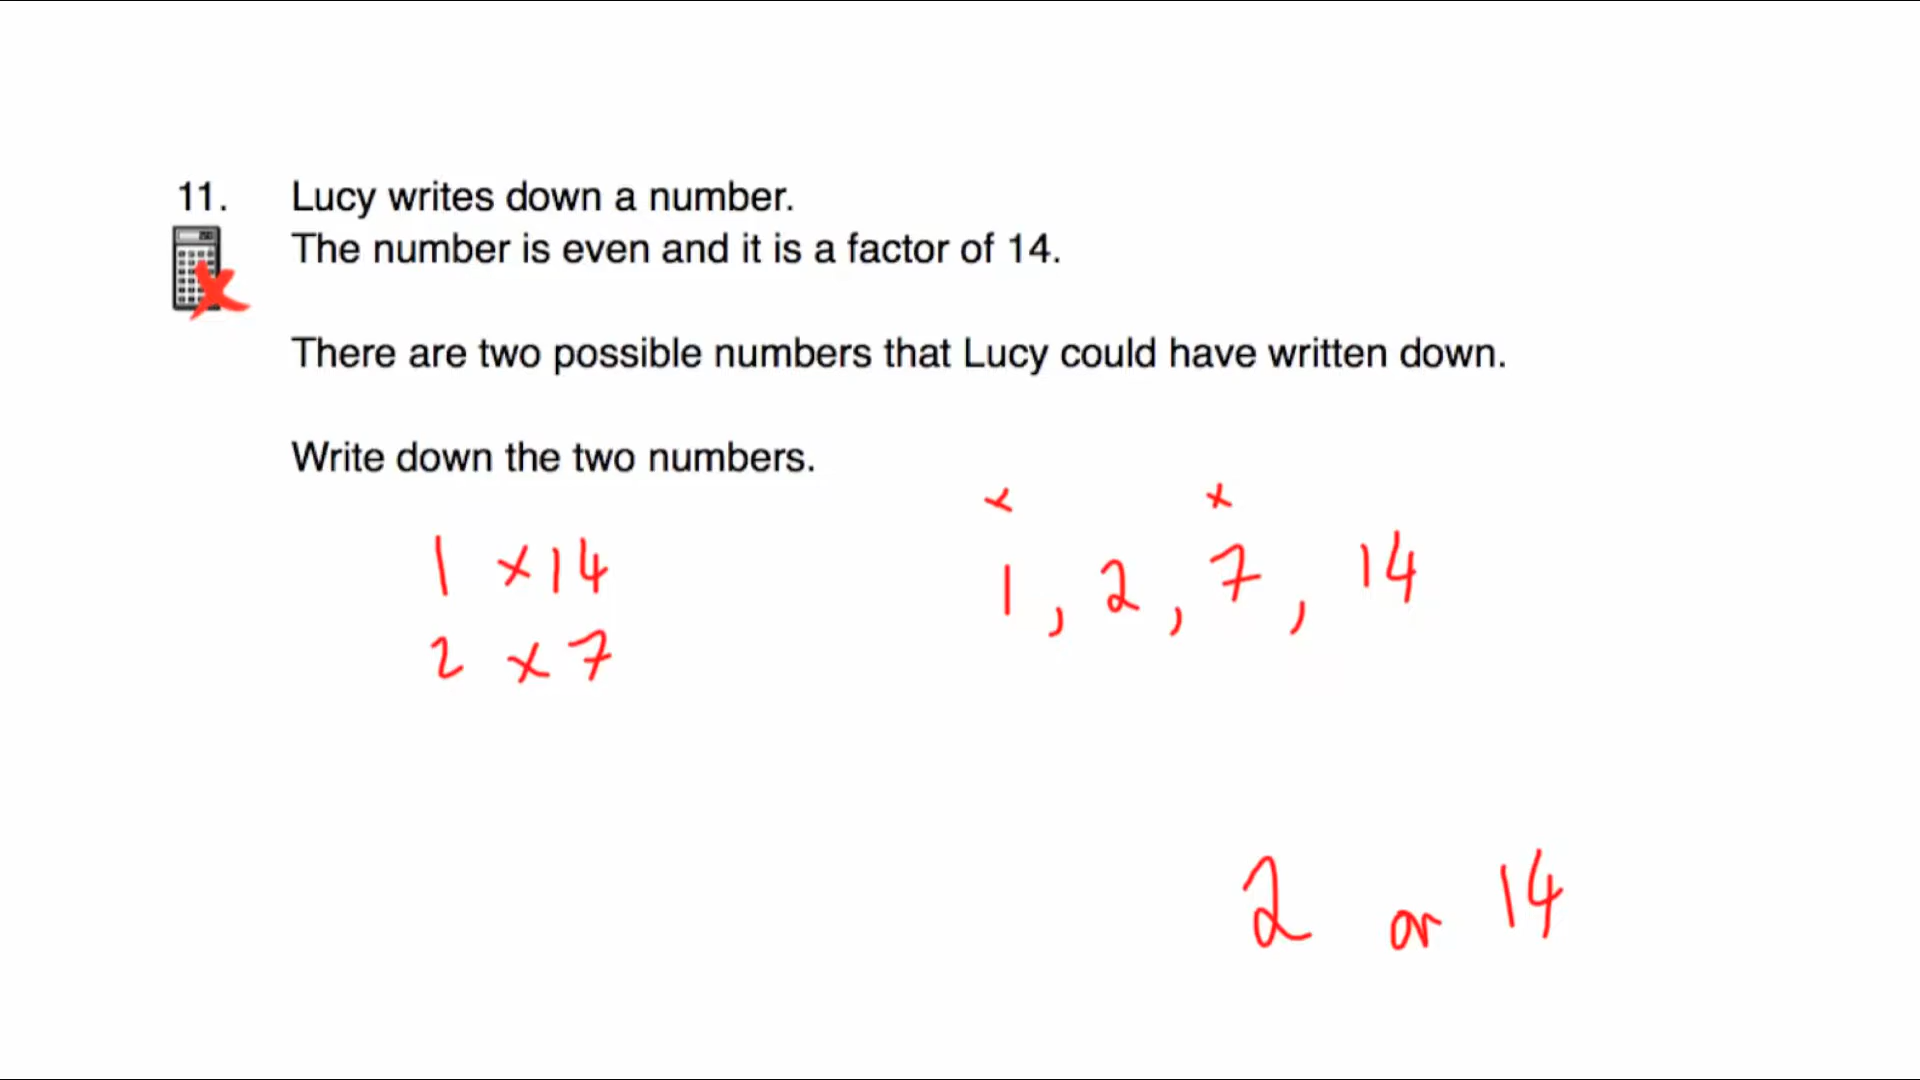 11. Lucy writes down a number.
The number is even and it is a factor of 14.
There are two possible numbers that Lucy could have written down.
Write down the two numbers.
x x
1 x 14
1, 2, 7, 14
2 x 7
2 or 14